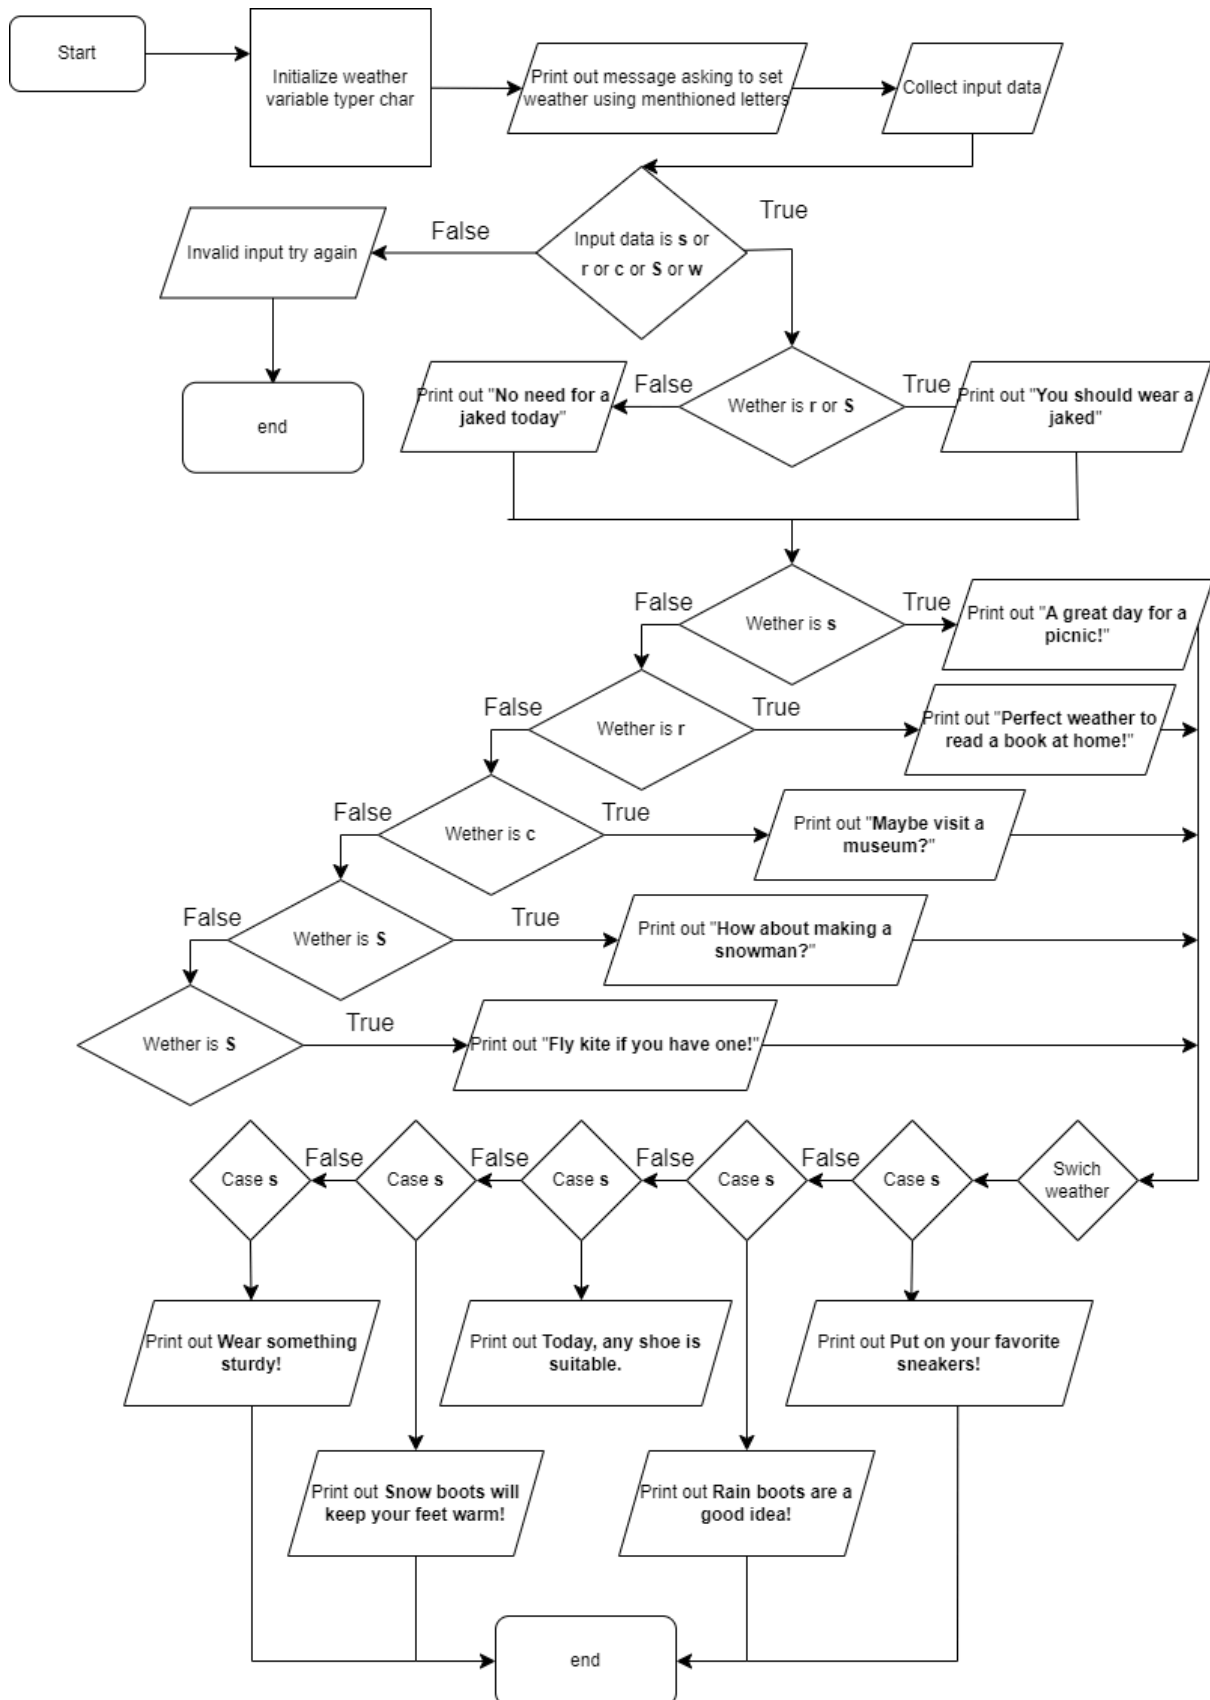 Start
Initialize weather
variable typer char
Print out message asking to set
weather using menthioned letters
Collect input data
True
False
Input data is s or
r or c or S or w
Invalid input try again
end
False
True
Print out "No need for a
jaked today"
Wether is r or S
Print out "You should wear a
jaked"
False
True
Wether is s
Print out "A great day for a
picnic!"
False
True
Wether is r
Print out "Perfect weather to
read a book at home!"
False
True
Wether is c
Print out "Maybe visit a
museum?"
False
True
Wether is S
Print out "How about making a
snowman?"
True
Wether is S
Print out "Fly kite if you have one!"
Case s
False
Case s
False
Case s
False
Case s
False
Case s
Swich
weather
Print out Wear something
sturdy!
Print out Today, any shoe is
suitable.
Print out Put on your favorite
sneakers!
Print out Snow boots will
keep your feet warm!
Print out Rain boots are a
good idea!
end